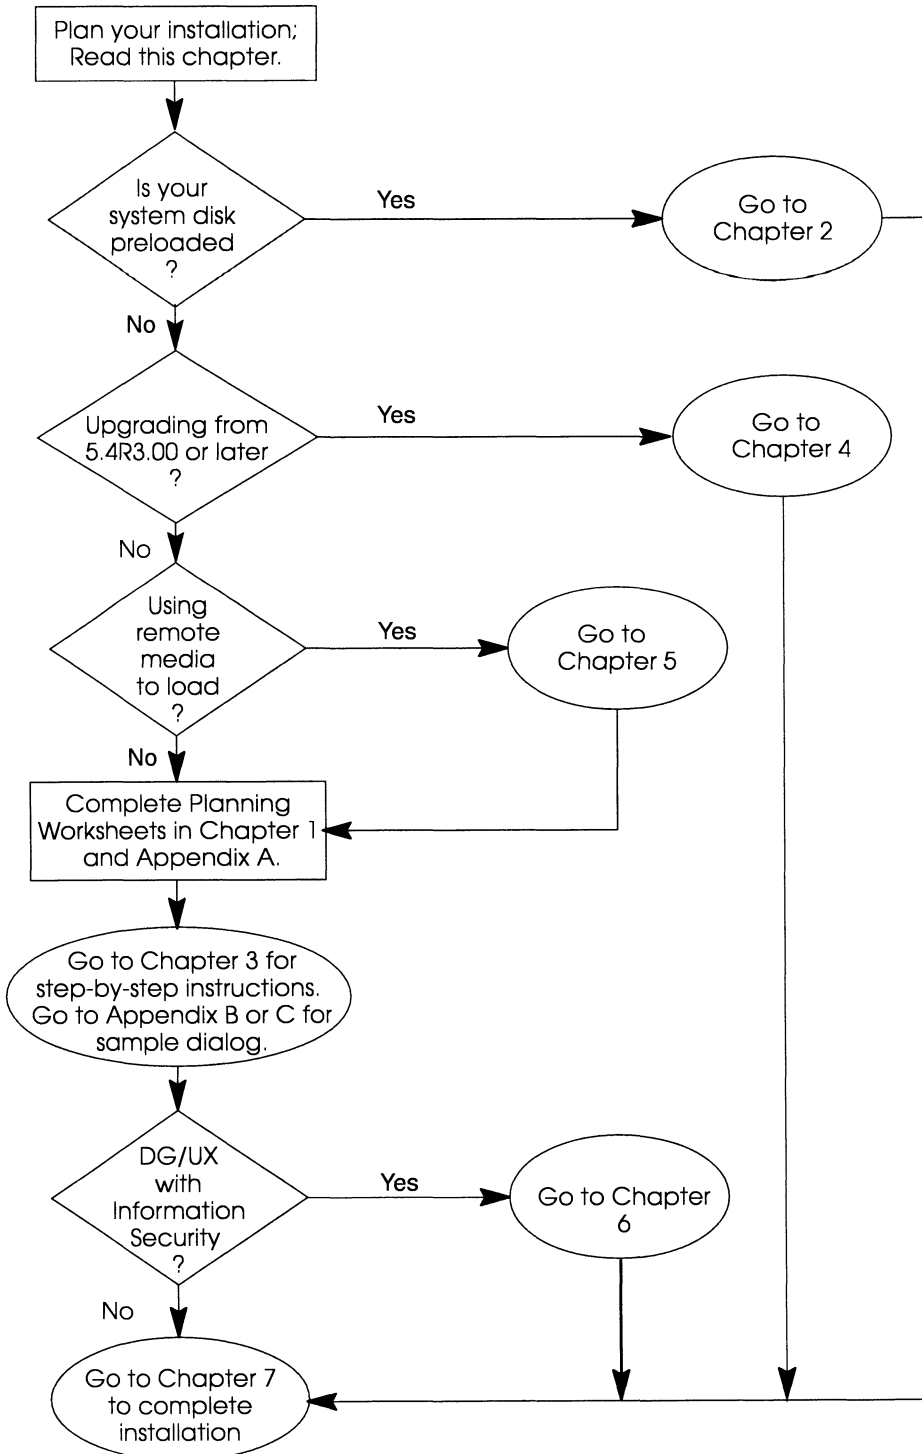 Plan your installation;
Read this chapter.
Is your
system disk
preloaded
?
Yes
Go to
Chapter 2
No
Upgrading from
5.4R3.00 or later
?
Yes
Go to
Chapter 4
No
Using
remote
media
to load
?
Yes
Go to
Chapter 5
No
Complete Planning
Worksheets in Chapter 1
and Appendix A.
Go to Chapter 3 for
step-by-step instructions.
Go to Appendix B or C for
sample dialog.
DG/UX
with
Information
Security
?
Yes
Go to Chapter
6
No
Go to Chapter 7
to complete
installation